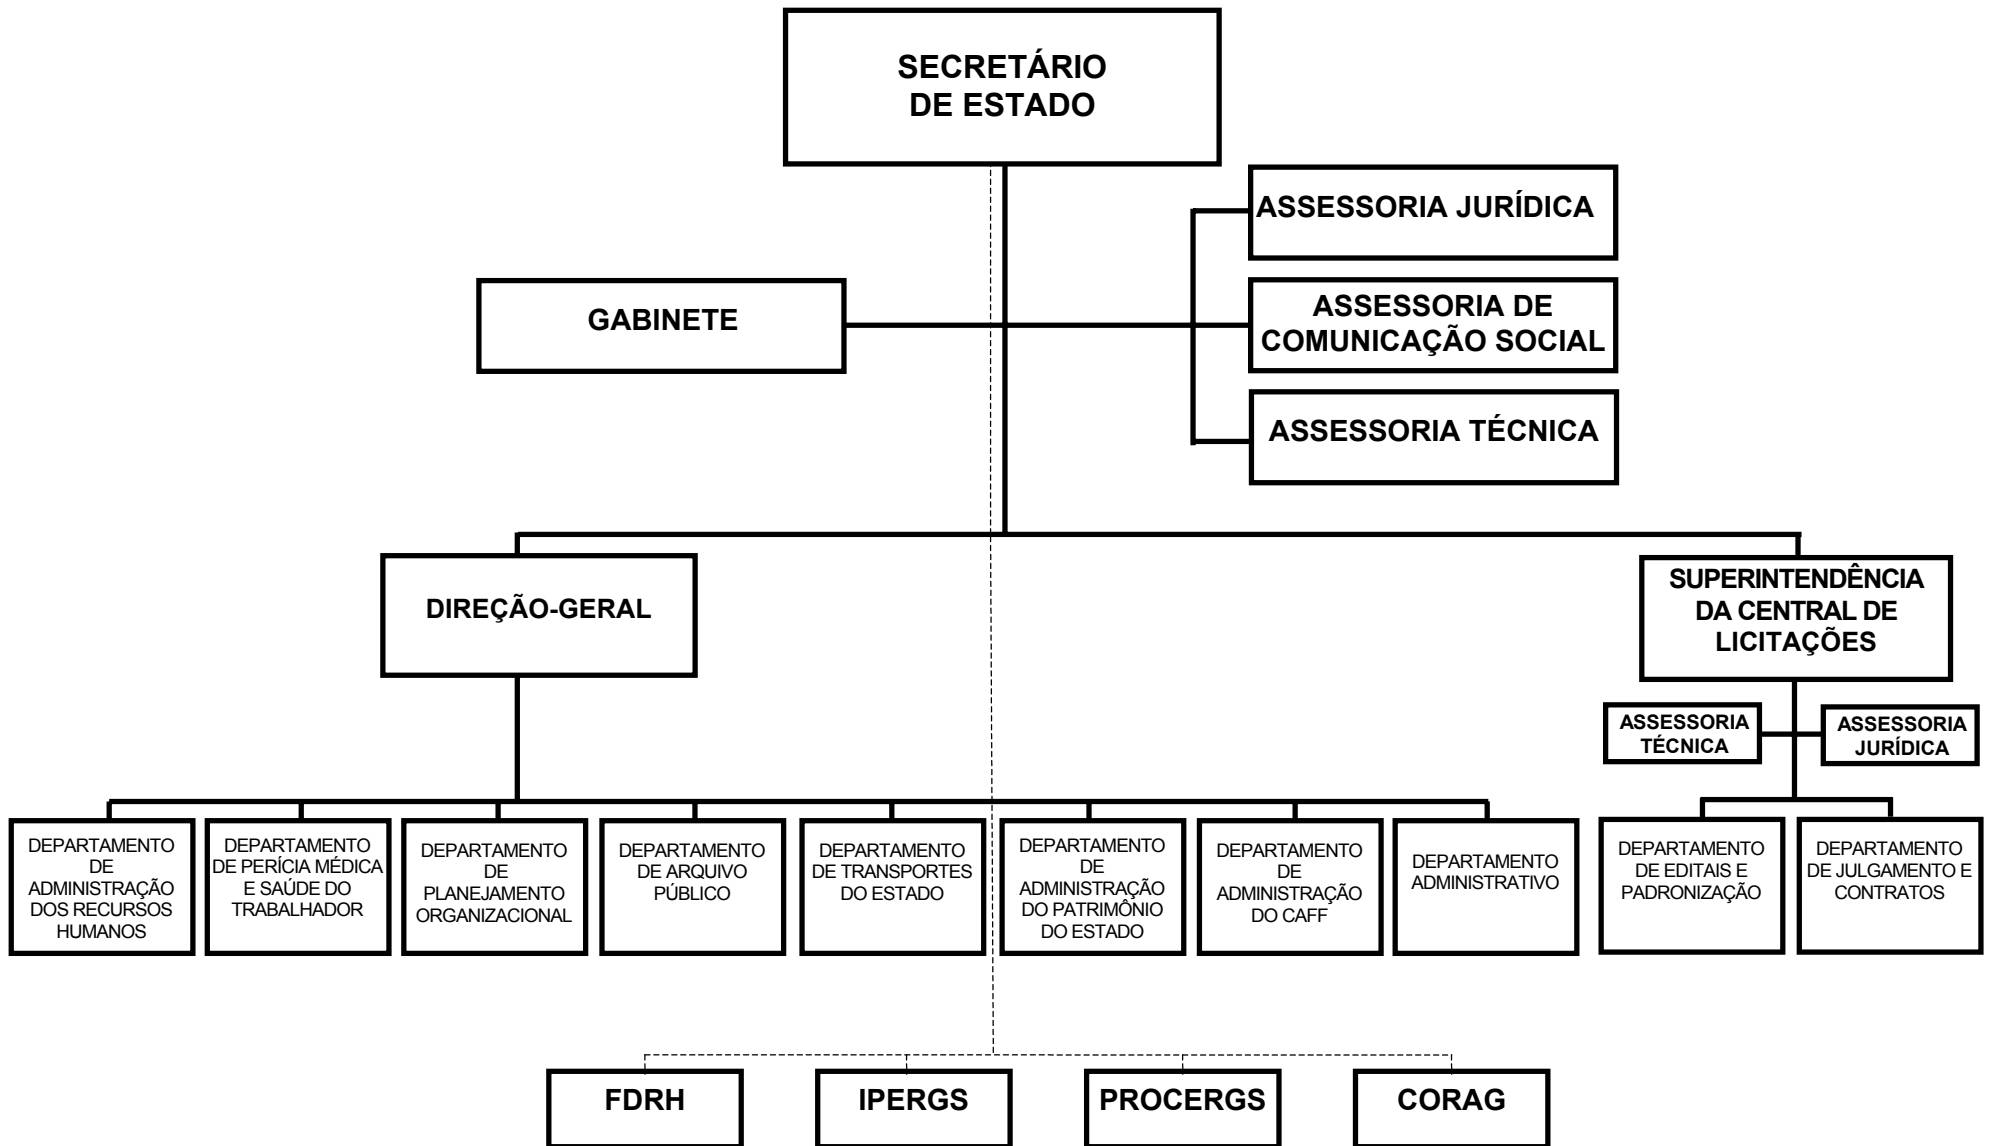 SECRETÁRIO
DE ESTADO
ASSESSORIA JURÍDICA
GABINETE
ASSESSORIA DE
COMUNICAÇÃO SOCIAL
ASSESSORIA TÉCNICA
DIREÇÃO-GERAL
SUPERINTENDÊNCIA
DA CENTRAL DE
LICITAÇÕES
ASSESSORIA
TÉCNICA
ASSESSORIA
JURÍDICA
DEPARTAMENTO
DE
ADMINISTRAÇÃO
DOS RECURSOS
HUMANOS
DEPARTAMENTO
DE PERÍCIA MÉDICA
E SAÚDE DO
TRABALHADOR
DEPARTAMENTO
DE
PLANEJAMENTO
ORGANIZACIONAL
DEPARTAMENTO
DE ARQUIVO
PÚBLICO
DEPARTAMENTO
DE TRANSPORTES
DO ESTADO
DEPARTAMENTO
DE
ADMINISTRAÇÃO
DO PATRIMÔNIO
DO ESTADO
DEPARTAMENTO
DE
ADMINISTRAÇÃO
DO CAFF
DEPARTAMENTO
ADMINISTRATIVO
DEPARTAMENTO
DE EDITAIS E
PADRONIZAÇÃO
DEPARTAMENTO
DE JULGAMENTO E
CONTRATOS
FDRH
IPERGS
PROCERGS
CORAG